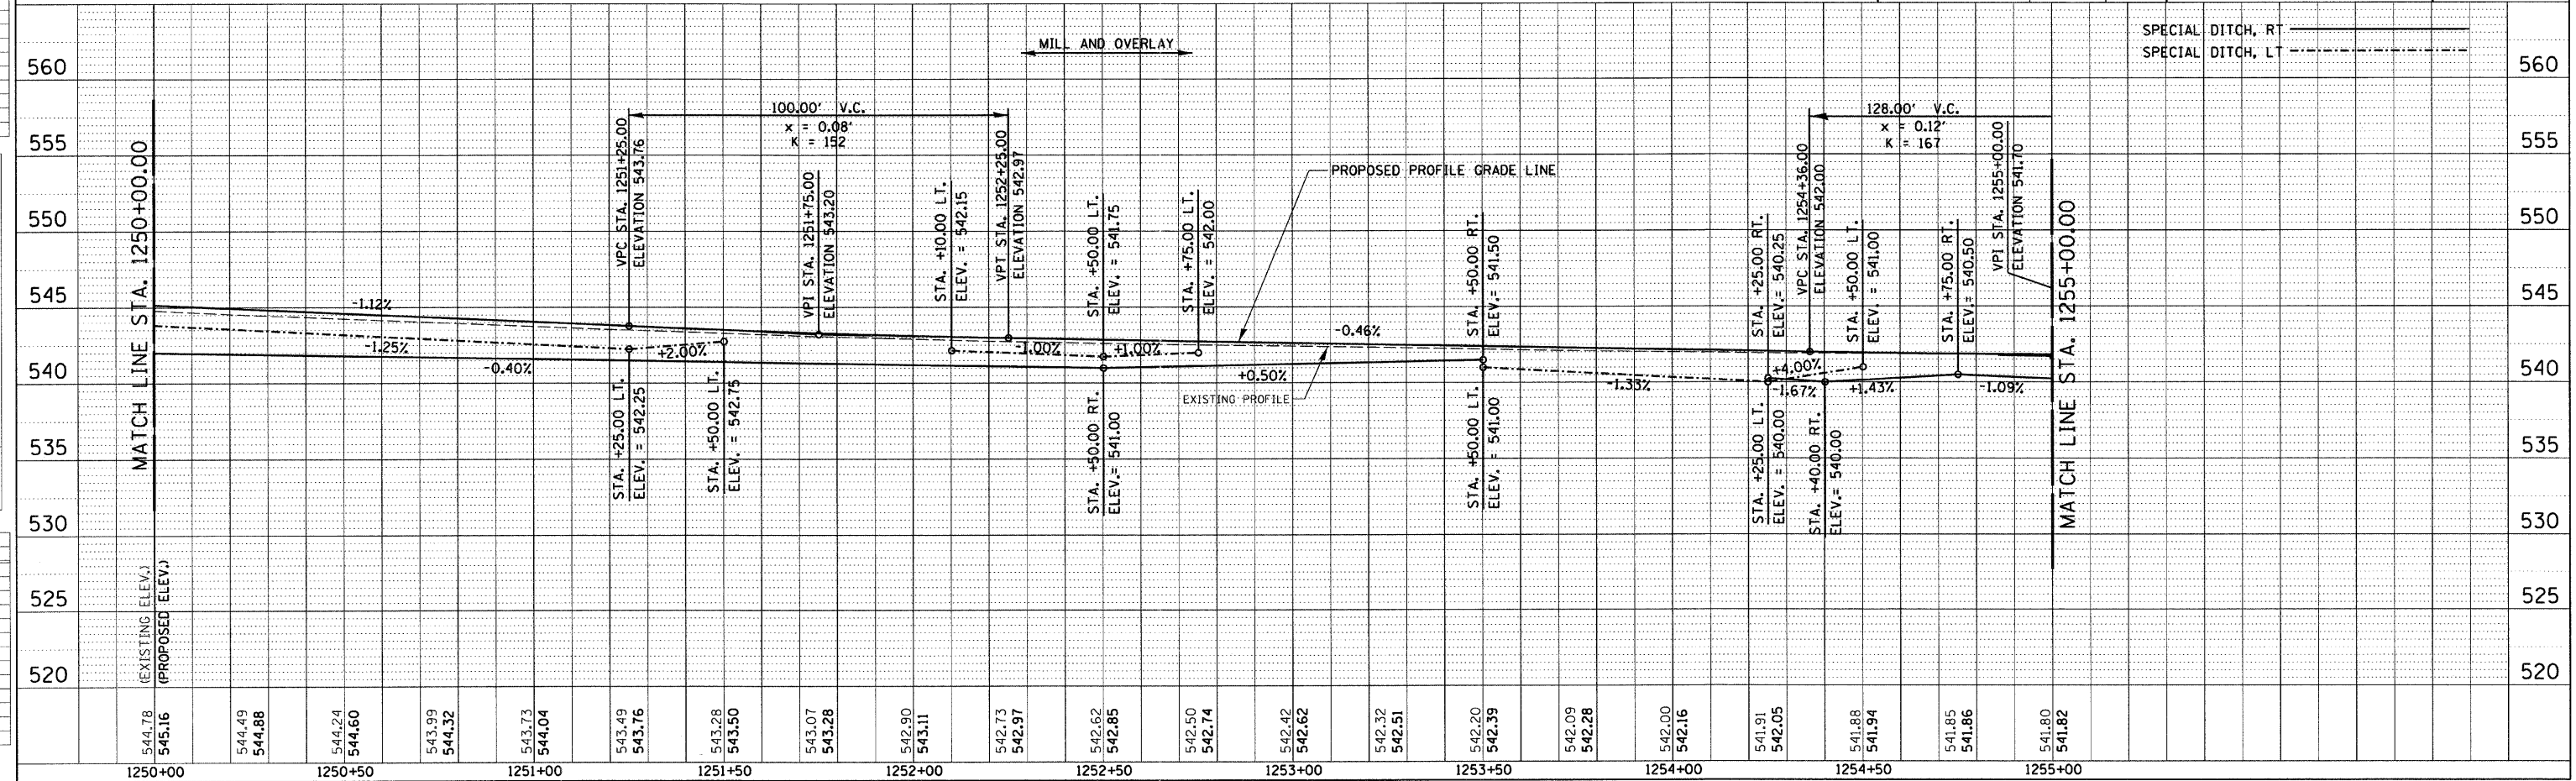 SPECIAL DITCH, RT
SPECIAL DITCH, LT
MILL AND OVERLAY
560
560
555
555
550
550
545
545
540
540
535
535
530
530
525
525
520
520
MATCH LINE STA. 1250+00.00
(EXISTING ELEV.)
(PROPOSED ELEV.)
100.00' V.C.
x = 0.08'
K = 152
VPC STA. 1251+25.00
ELEVATION 543.76
VPI STA. 1251+75.00
ELEVATION 543.20
STA. +10.00 LT.
ELEV. = 542.15
VPT STA. 1252+25.00
ELEVATION 542.97
STA. +50.00 LT.
ELEV. = 541.75
STA. +75.00 LT.
ELEV. = 542.00
PROPOSED PROFILE GRADE LINE
STA. +50.00 RT.
ELEV.= 541.50
128.00' V.C.
x = 0.12'
K = 167
STA. +25.00 RT.
ELEV.= 540.25
VPC STA. 1254+36.00
ELEVATION 542.00
STA. +50.00 LT.
ELEV. = 541.00
STA. +75.00 RT.
ELEV.= 540.50
VPI STA. 1255+00.00
ELEVATION 541.70
MATCH LINE STA. 1255+00.00
-1.12%
-1.25%
+2.00%
-0.40%
-1.00%
+1.00%
-0.46%
+0.50%
EXISTING PROFILE
-1.33%
+4.00%
-1.67%
+1.43%
-1.09%
STA. +25.00 LT.
ELEV. = 542.25
STA. +50.00 LT.
ELEV. = 542.75
STA. +50.00 RT.
ELEV.= 541.00
STA. +50.00 LT.
ELEV. = 541.00
STA. +25.00 LT.
ELEV. = 540.00
STA. +40.00 RT.
ELEV.= 540.00
544.78
545.16
544.49
544.88
544.24
544.60
543.99
544.32
543.73
544.04
543.49
543.76
543.28
543.50
543.07
543.28
542.90
543.11
542.73
542.97
542.62
542.85
542.50
542.74
542.42
542.62
542.32
542.51
542.20
542.39
542.09
542.28
542.00
542.16
541.91
542.05
541.88
541.94
541.85
541.86
541.80
541.82
1250+00
1250+50
1251+00
1251+50
1252+00
1252+50
1253+00
1253+50
1254+00
1254+50
1255+00